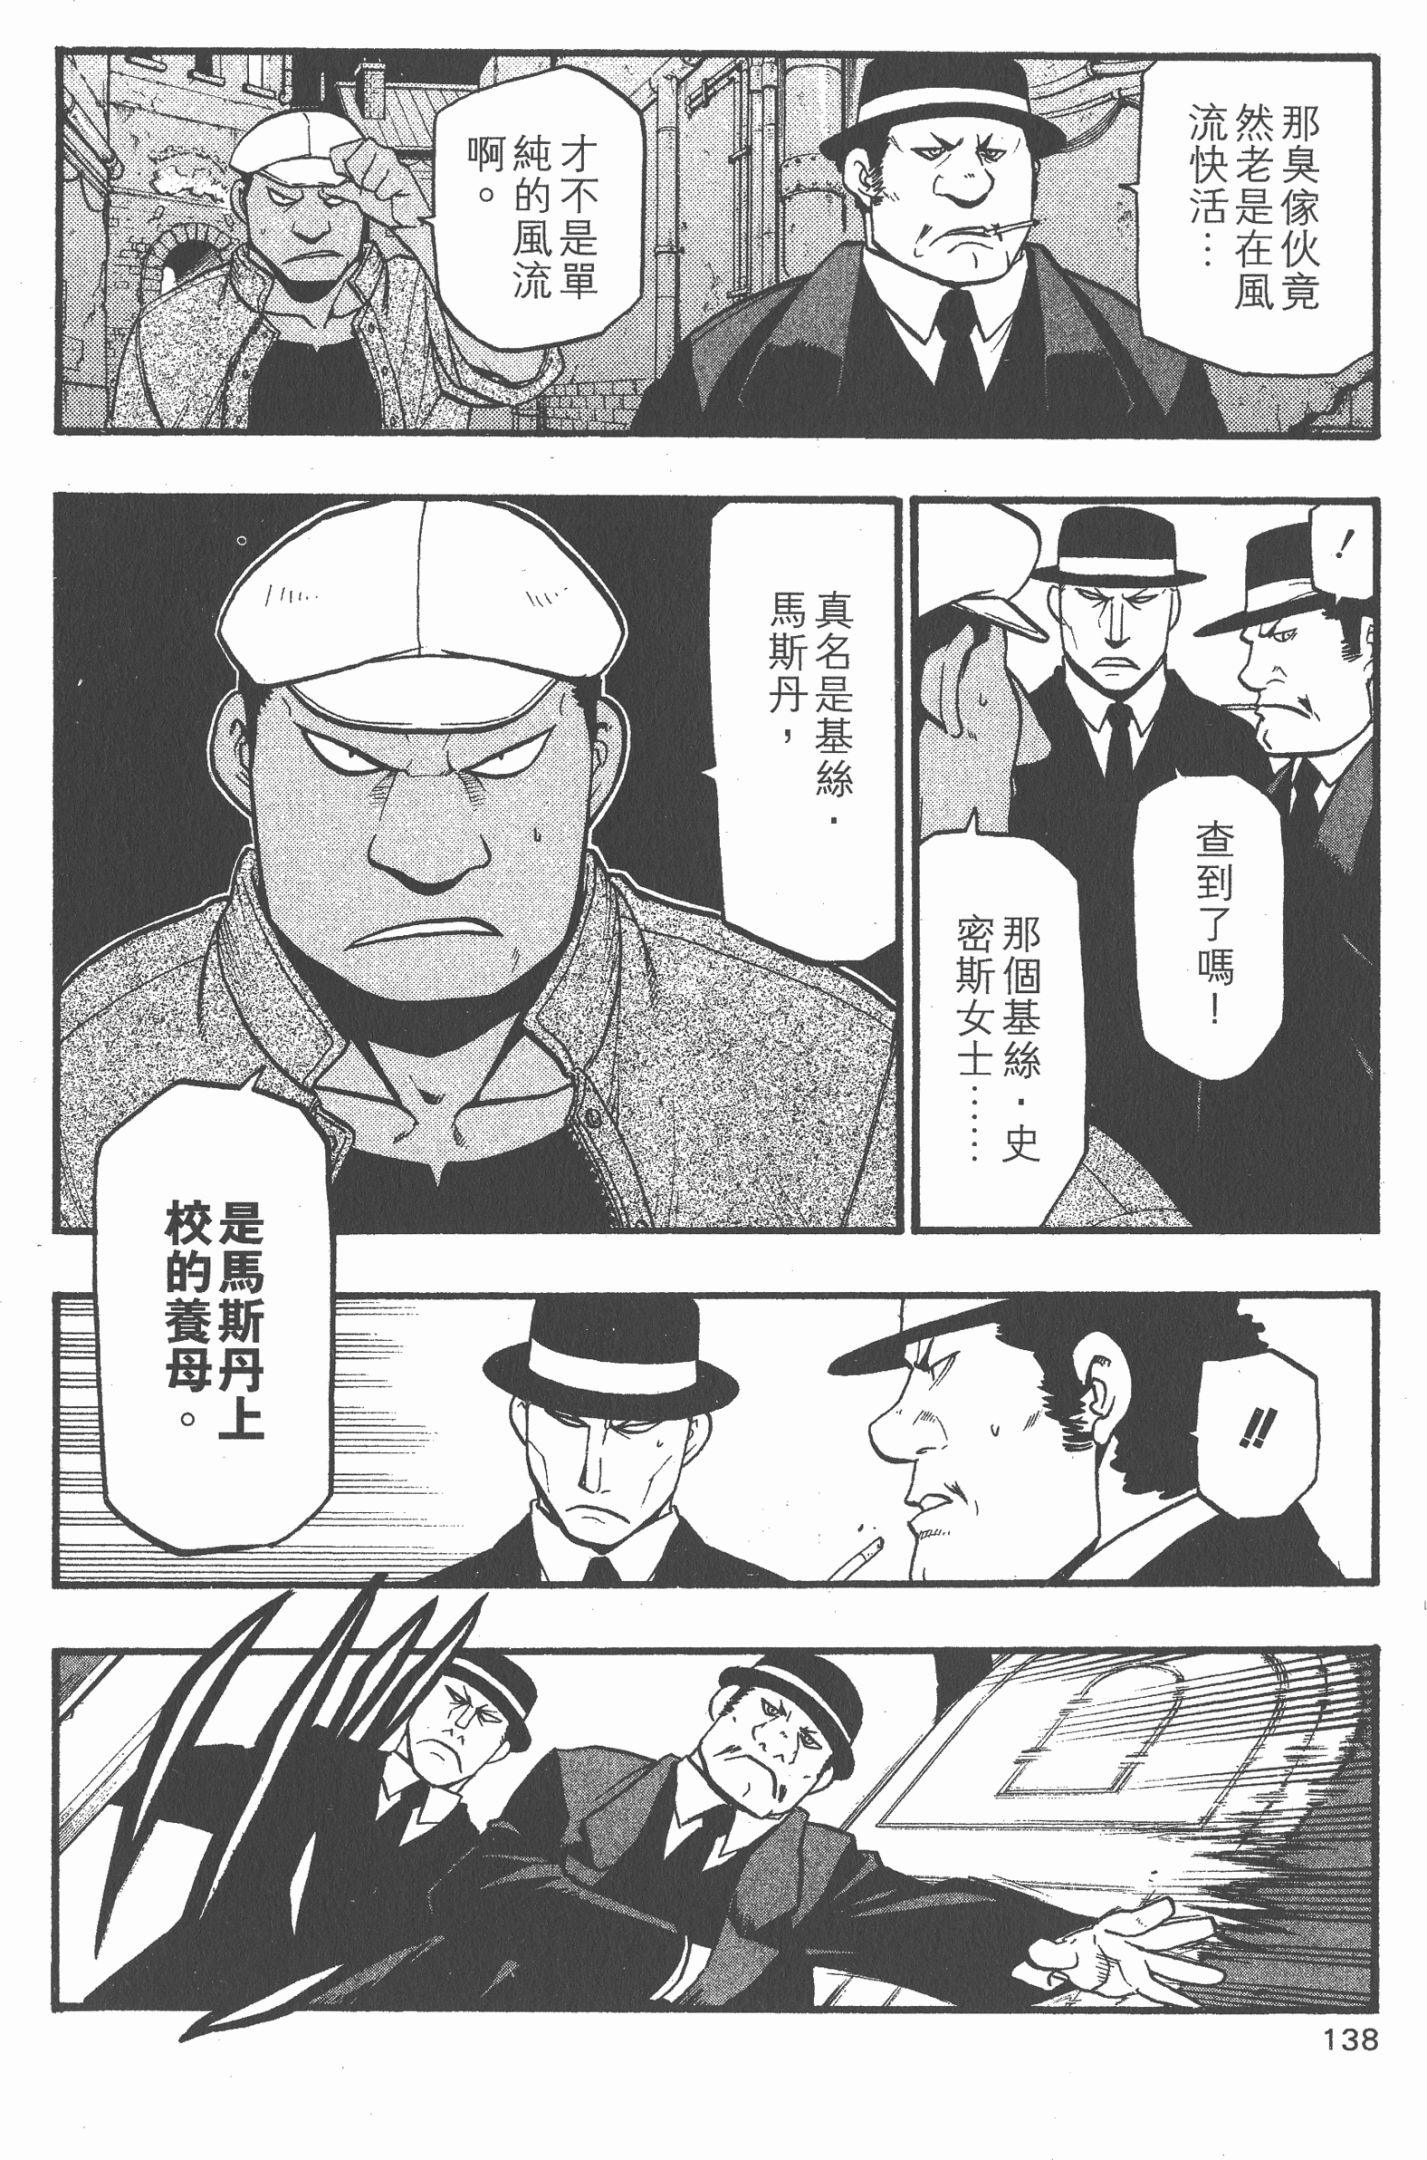 那臭傢伙竟
然老是在風
流快活…
才不是單
純的風流
啊。
！
查到了嗎！
那個基絲．史
密斯女士……
真名是基絲．
馬斯丹，
是馬斯丹上
校的養母。
!!
138